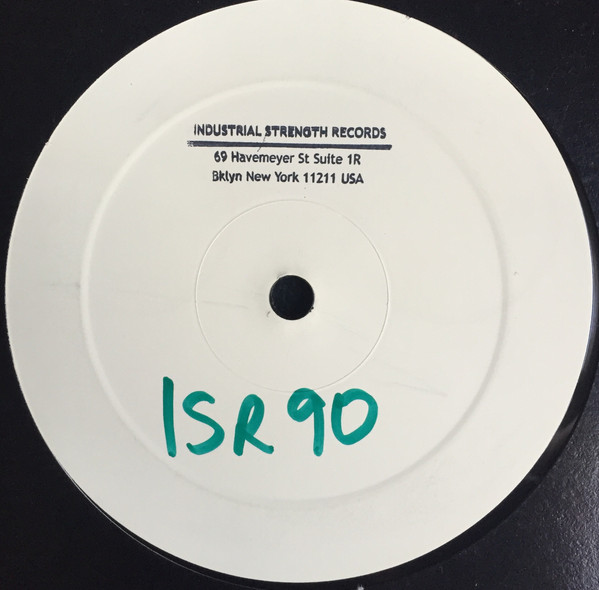 INDUSTRIAL STRENGTH RECORDS
69 Havemeyer St Suite 1R
Bklyn New York 11211 USA
ISR 90